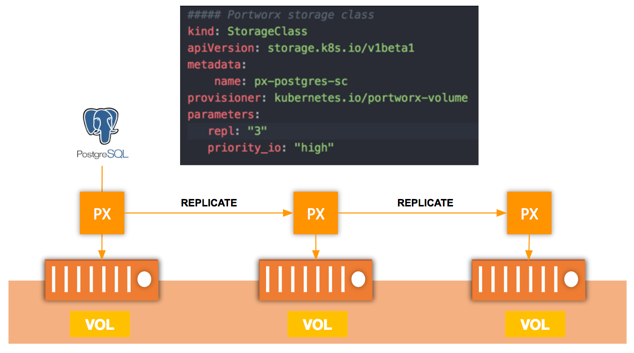 ##### Portworx storage class
kind: StorageClass
apiVersion: storage.k8s.io/v1beta1
metadata:
    name: px-postgres-sc
provisioner: kubernetes.io/portworx-volume
parameters:
   repl: "3"
   priority_io: "high"
PostgreSQL
PX
REPLICATE
PX
REPLICATE
PX
VOL
VOL
VOL